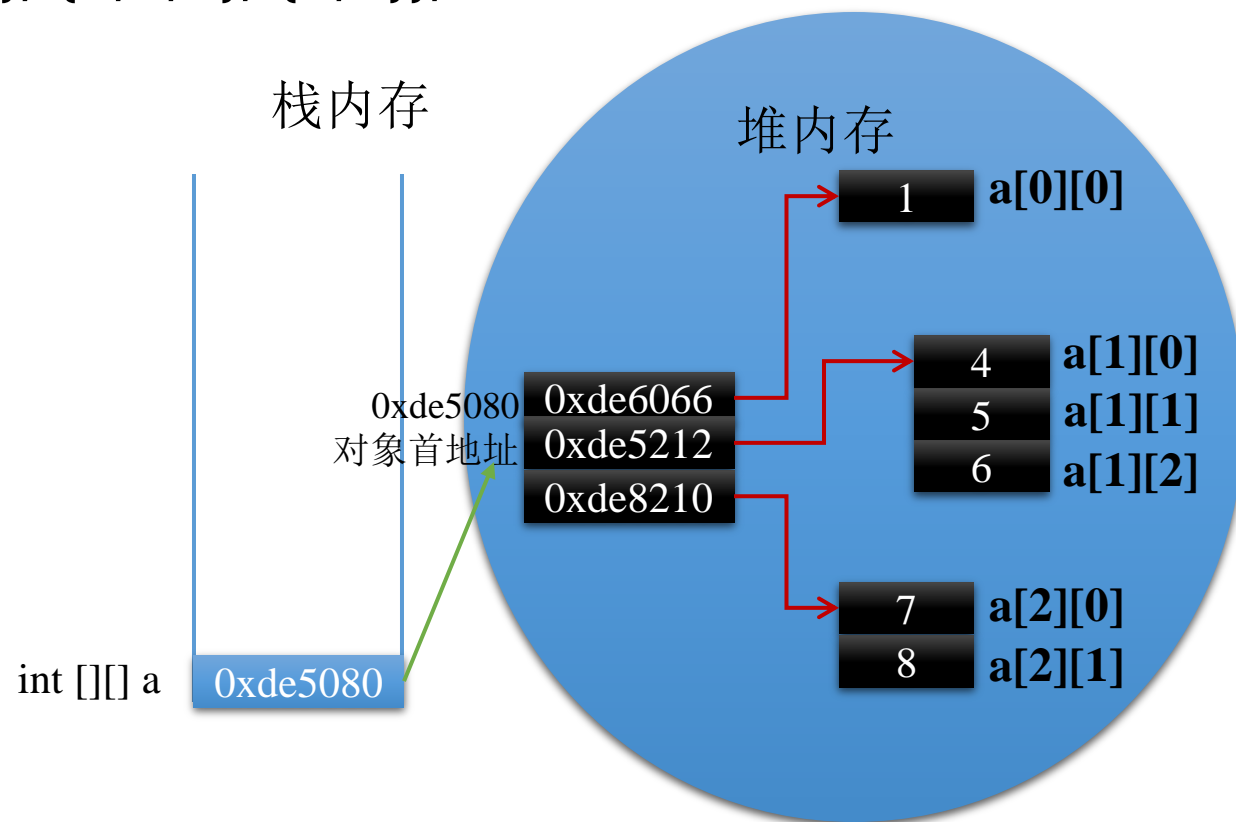 栈内存
堆内存
1 a[0][0]
4 a[1][0]
5 a[1][1]
6 a[1][2]
0xde5080 0xde6066
对象首地址 0xde5212
0xde8210
7 a[2][0]
8 a[2][1]
int [][] a 0xde5080